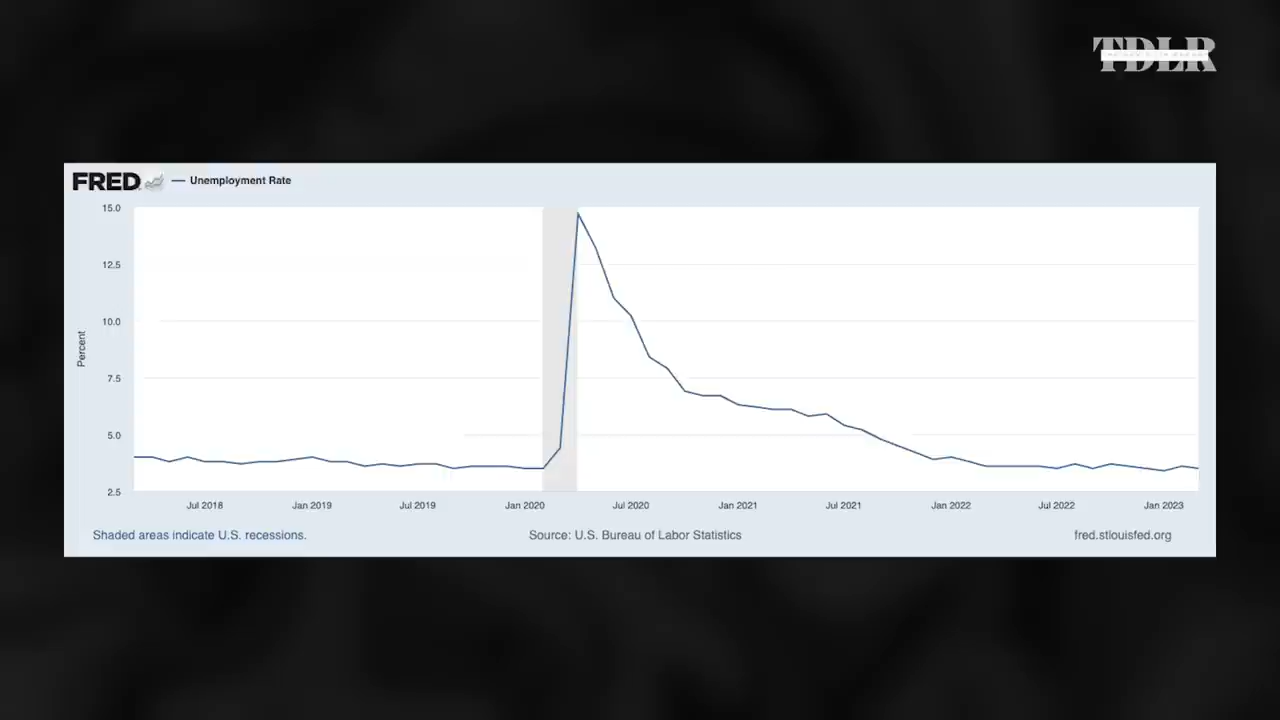 TDLR
FRED
Unemployment Rate
15.0
12.5
10.0
7.5
5.0
2.5
Percent
Jul 2018
Jan 2019
Jul 2019
Jan 2020
Jul 2020
Jan 2021
Jul 2021
Jan 2022
Jul 2022
Jan 2023
Shaded areas indicate U.S. recessions.
Source: U.S. Bureau of Labor Statistics
fred.stlouisfed.org